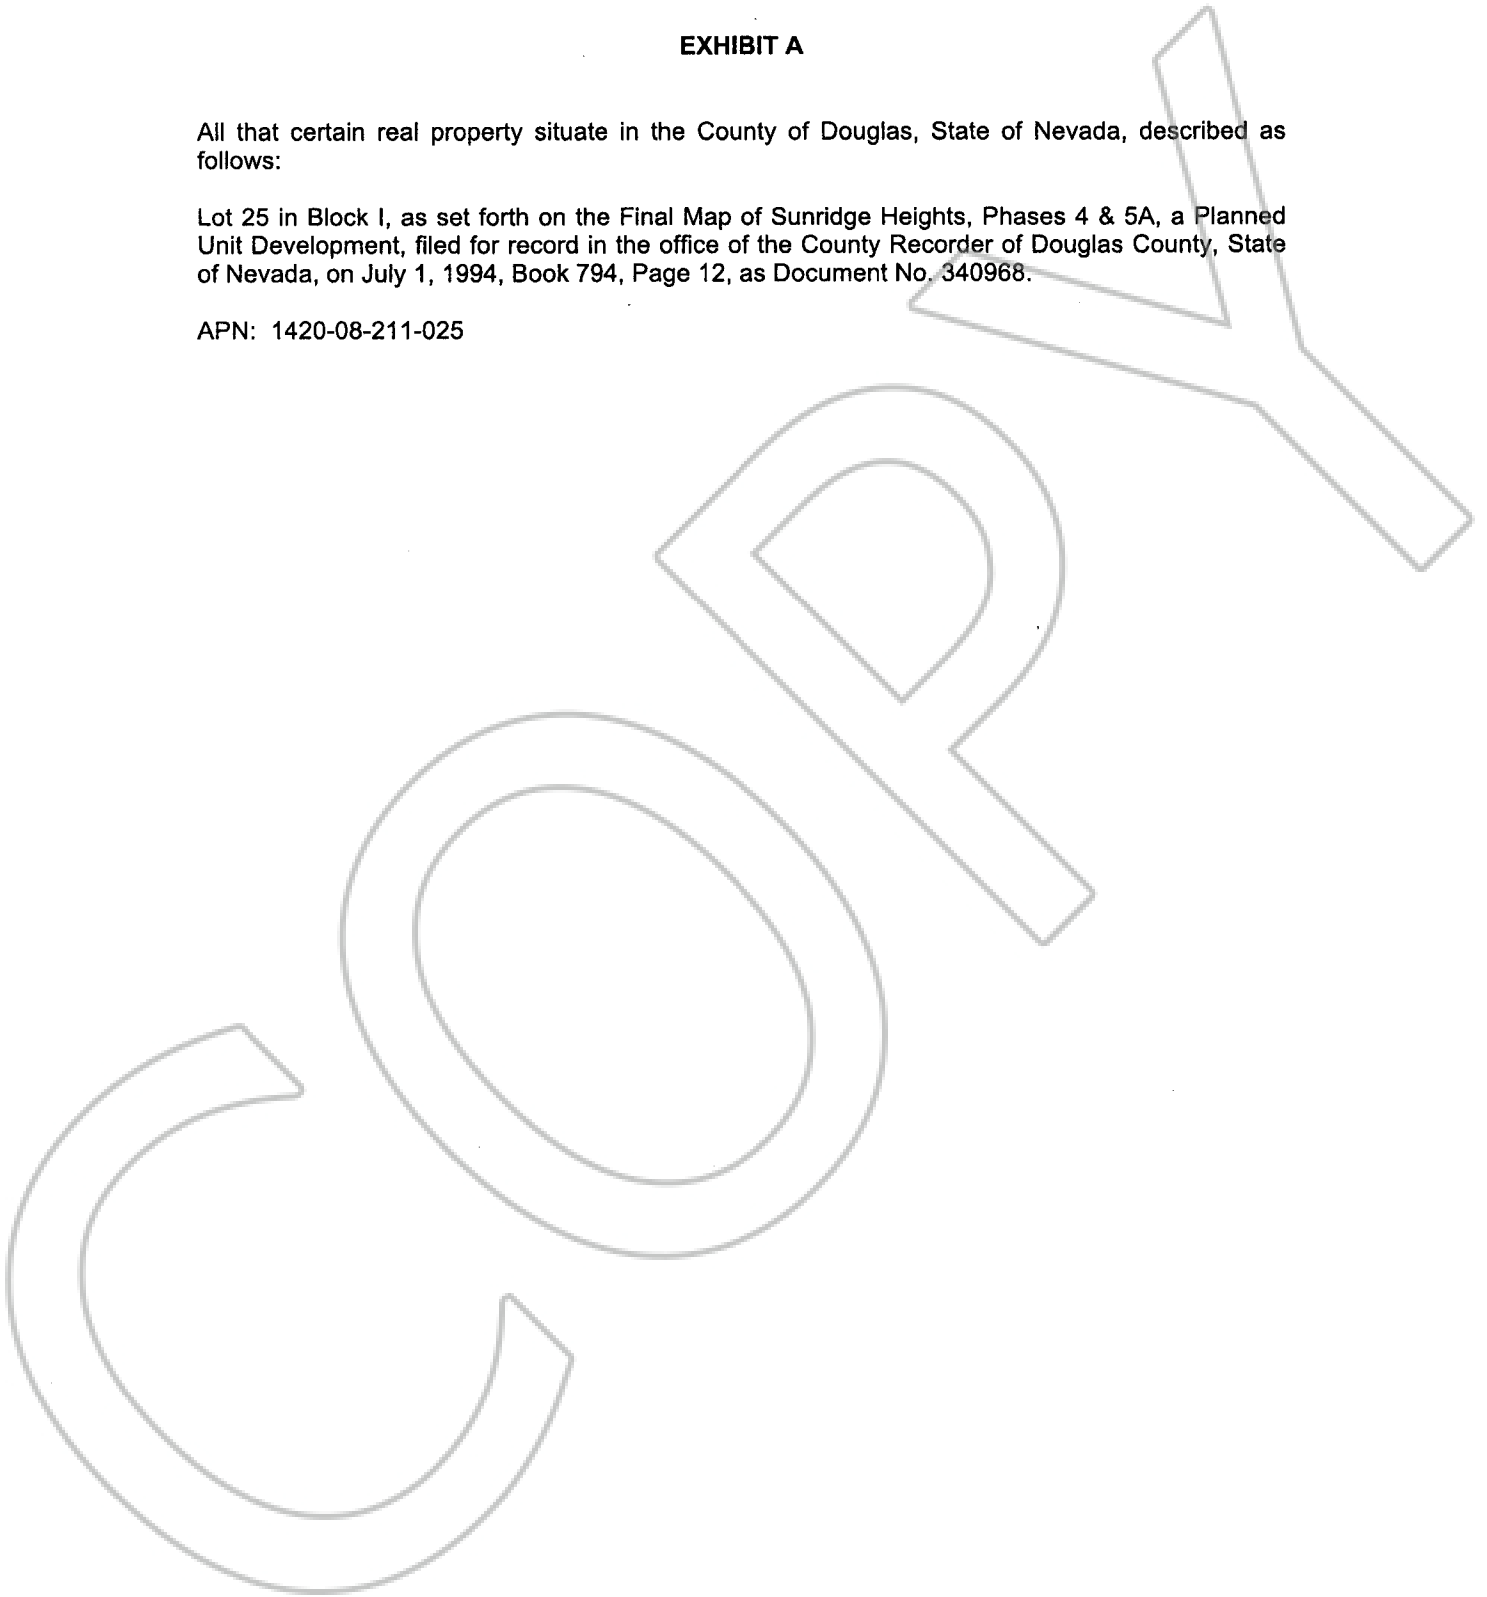 EXHIBIT A
All that certain real property situate in the County of Douglas, State of Nevada, described as
follows:
Lot 25 in Block I, as set forth on the Final Map of Sunridge Heights, Phases 4 & 5A, a Planned
Unit Development, filed for record in the office of the County Recorder of Douglas County, State
of Nevada, on July 1, 1994, Book 794, Page 12, as Document No. 340968.
APN: 1420-08-211-025
COPY